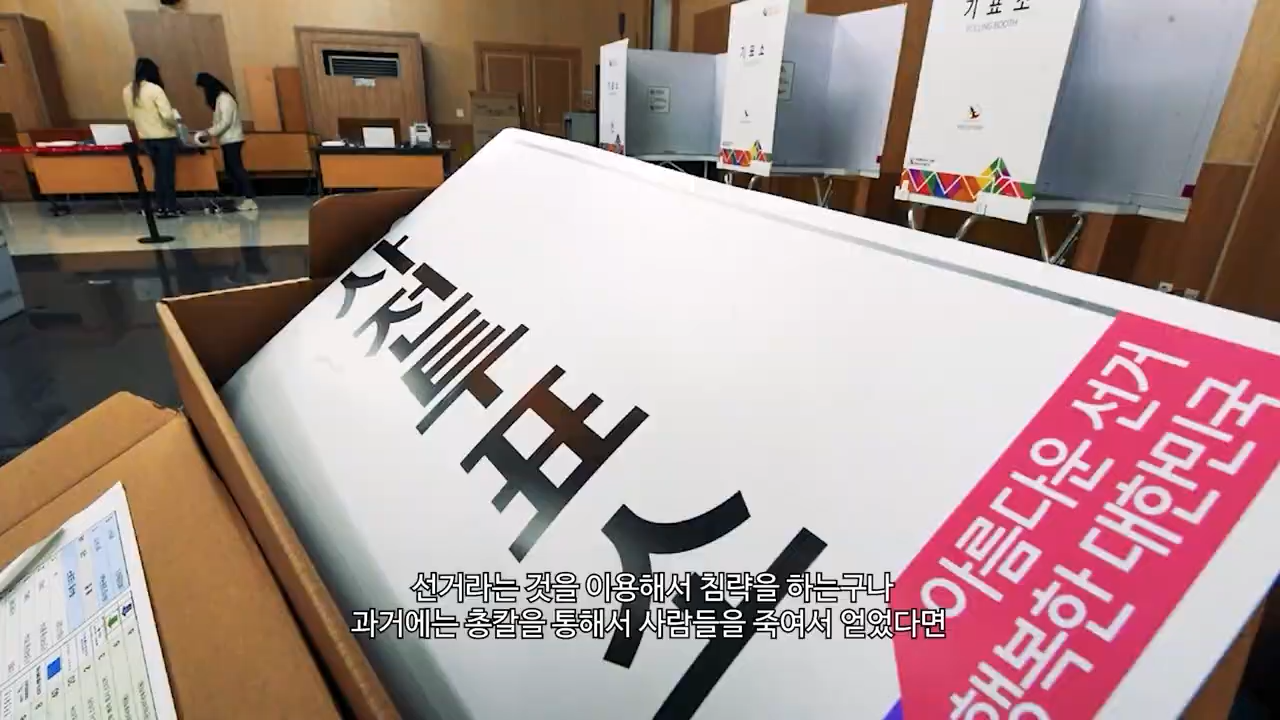 기표소
POLLING BOOTH
기표소
사전투표소
아름다운 선거
행복한 대한민국
선거라는 것을 이용해서 침략을 하는구나
과거에는 총칼을 통해서 사람들을 죽여서 얻었다면